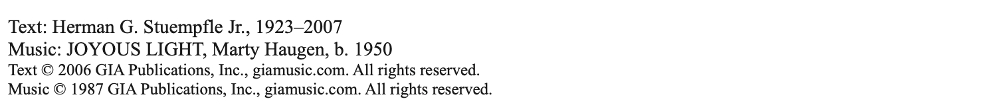 Text: Herman G. Stuempfle Jr., 1923–2007
Music: JOYOUS LIGHT, Marty Haugen, b. 1950
Text © 2006 GIA Publications, Inc., giamusic.com. All rights reserved.
Music © 1987 GIA Publications, Inc., giamusic.com. All rights reserved.